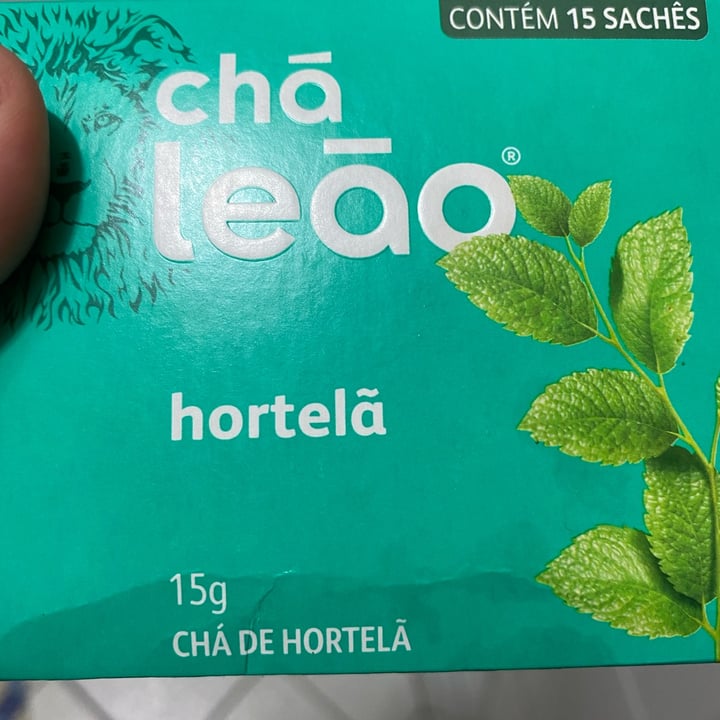 CONTÉM 15 SACHÊS
chá
leão®
hortelã
15g
CHÁ DE HORTELÃ